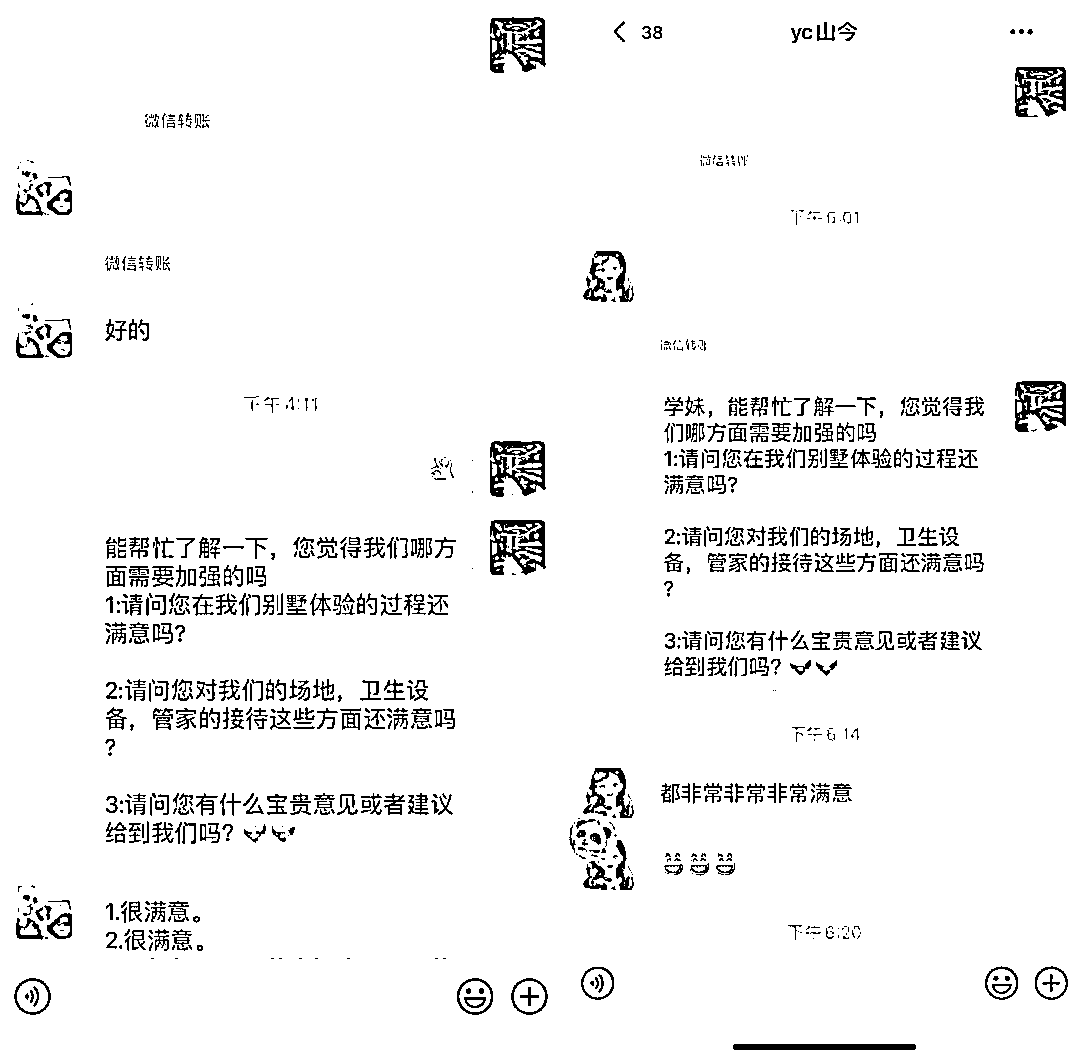 微信转账
微信转账
好的
下午 4:11
能帮忙了解一下，您觉得我们哪方
面需要加强的吗
1:请问您在我们别墅体验的过程还
满意吗?
2:请问您对我们的场地，卫生设
备，管家的接待这些方面还满意吗
?
3:请问您有什么宝贵意见或者建议
给到我们吗?
1.很满意。
2.很满意。
38
yc山今
微信转账
下午 6:01
微信转账
学妹，能帮忙了解一下，您觉得我
们哪方面需要加强的吗
1:请问您在我们别墅体验的过程还
满意吗?
2:请问您对我们的场地，卫生设
备，管家的接待这些方面还满意吗
?
3:请问您有什么宝贵意见或者建议
给到我们吗?
下午 6:14
都非常非常非常满意
下午 6:20